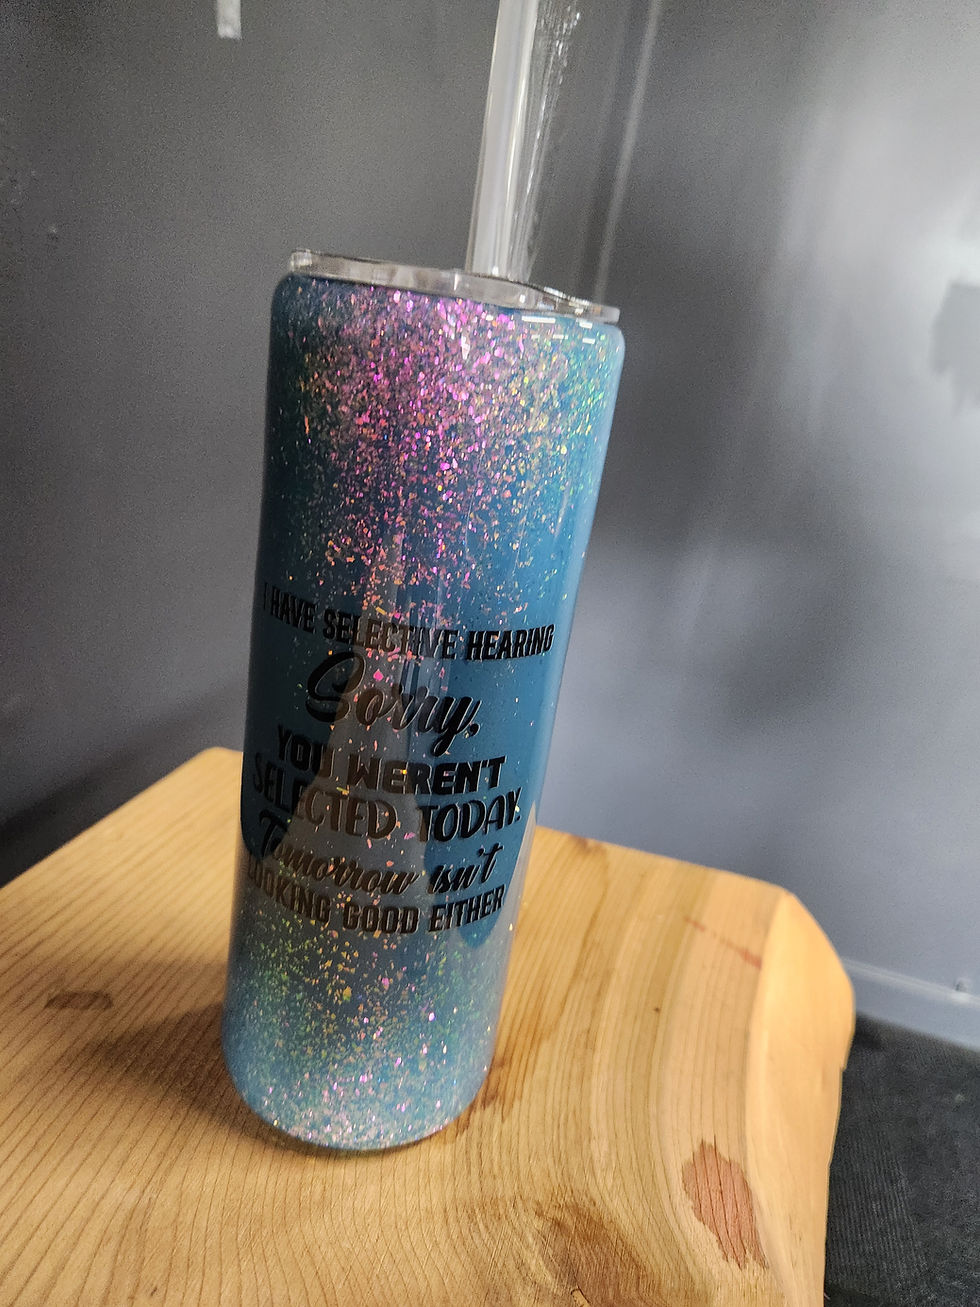 I HAVE SELECTIVE HEARING
Sorry,
YOU WEREN'T
SELECTED TODAY.
Tomorrow isn't
LOOKING GOOD EITHER